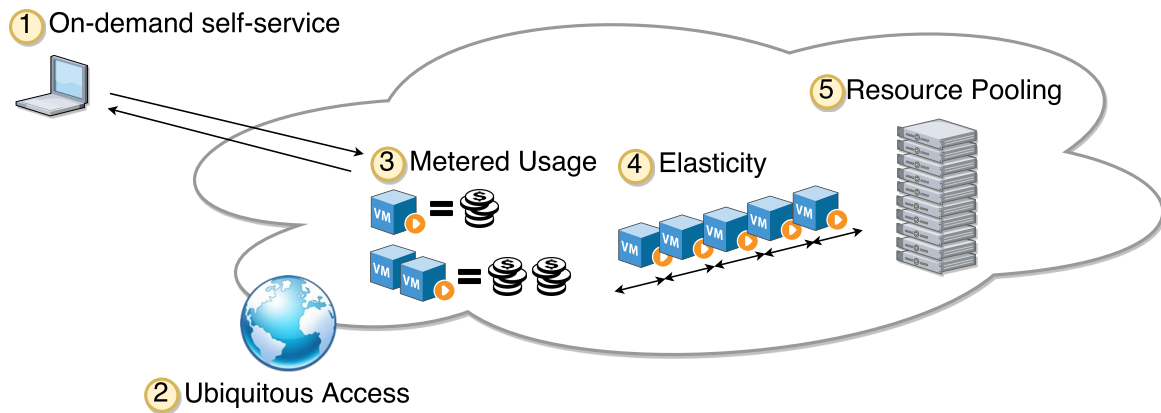 1 On-demand self-service
5 Resource Pooling
3 Metered Usage
4 Elasticity
VM = $
VM VM = $ $
VM VM VM VM VM
2 Ubiquitous Access